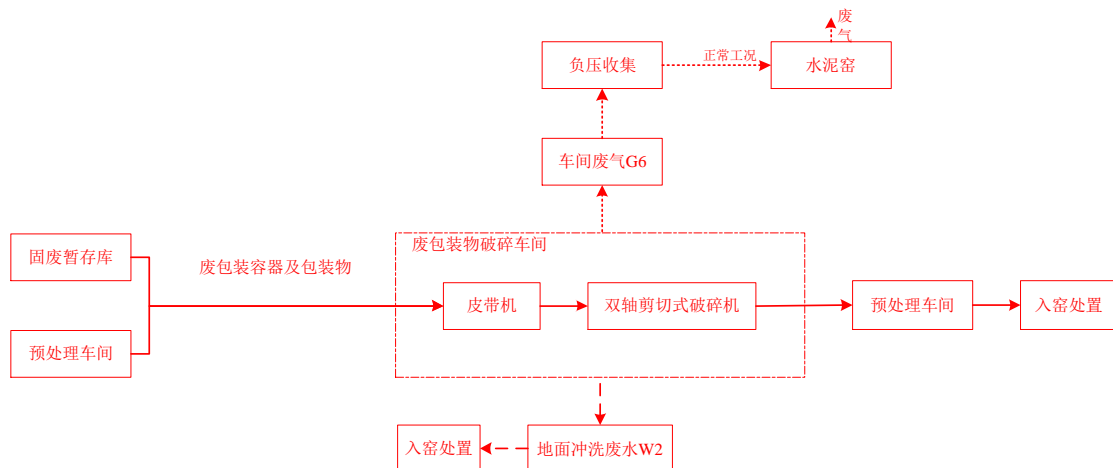 废
气
负压收集
正常工况
水泥窑
车间废气G6
废包装物破碎车间
固废暂存库
废包装容器及包装物
皮带机
双轴剪切式破碎机
预处理车间
入窑处置
预处理车间
入窑处置
地面冲洗废水W2